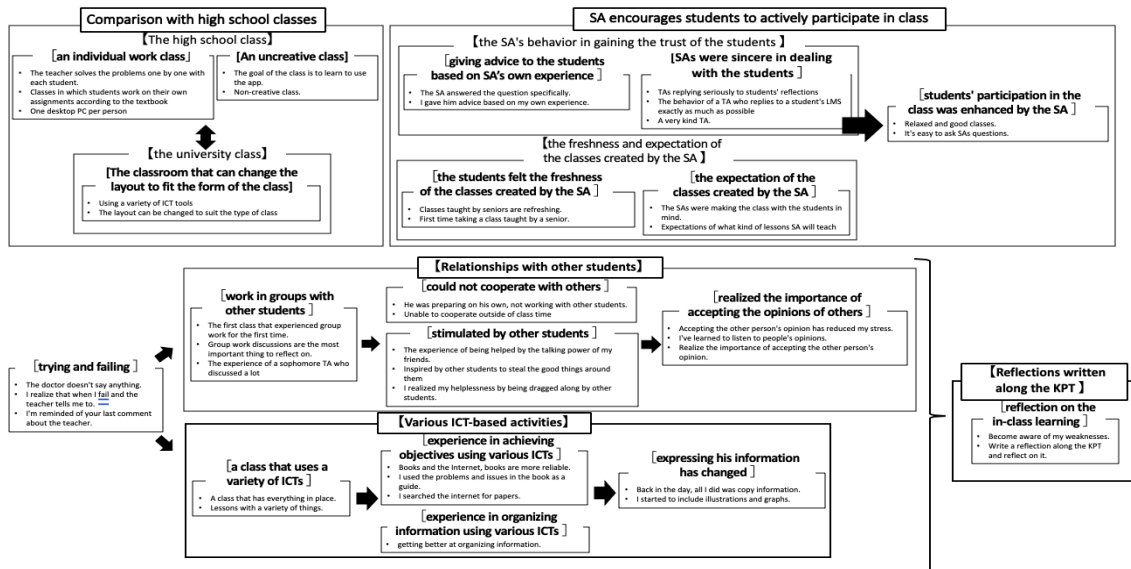 Comparison with high school classes
[The high school class]
[an individual work class」
• The teacher solves the problems one by one with
each student.
• Classes in which students work on their own
assignments according to the textbook
• One desktop PC per person
[An uncreative class]
• The goal of the class is to learn to use
the app.
• Non-creative class.
[the university class】
[The classroom that can change the
layout to fit the form of the class]
• Using a variety of ICT tools
• The layout can be changed to suit the type of class
SA encourages students to actively participate in class
[the SA's behavior in gaining the trust of the students】
[giving advice to the students
based on SA's own experience]
• The SA answered the question specifically.
• I gave him advice based on my own experience.
[SAs were sincere in dealing
with the students]
• TAs replying seriously to students' reflections
• The behavior of a TA who replies to a student's LMS
exactly as much as possible
• A very kind TA.
[students' participation in the
class was enhanced by the SA]
• Relaxed and good classes.
• It's easy to ask SAs questions.
[the freshness and expectation of
the classes created by the SA】
[the students felt the freshness
of the classes created by the SA]
• Classes taught by seniors are refreshing.
• First time taking a class taught by a senior.
[the expectation of the
classes created by the SA]
• The SAs were making the class with the students in
mind.
• Expectations of what kind of lessons SA will teach
[trying and failing]
• The doctor doesn't say anything.
• I realize that when I fail and the
teacher tells me to.
• I'm reminded of your last comment
about the teacher.
【Relationships with other students】
[work in groups with
other students]
• The first class that experienced group
work for the first time.
• Group work discussions are the most
important thing to reflect on.
• The experience of a sophomore TA who
discussed a lot
[could not cooperate with others]
• He was preparing on his own, not working with other students.
• Unable to cooperate outside of class time
[stimulated by other students]
• The experience of being helped by the talking power of my
friends.
• Inspired by other students to steal the good things around
them
• I realized my helplessness by being dragged along by other
students.
[realized the importance of
accepting the opinions of others]
• Accepting the other person's opinion has reduced my stress.
• I've learned to listen to people's opinions.
• Realize the importance of accepting the other person's
opinion.
【Various ICT-based activities】
[a class that uses a
variety of ICTs]
• A class that has everything in place.
• Lessons with a variety of things.
[experience in achieving
objectives using various ICTs]
• Books and the Internet, books are more reliable.
• I used the problems and issues in the book as a
guide.
• I searched the internet for papers.
[experience in organizing
information using various ICTs]
• getting better at organizing information.
[expressing his information
has changed]
• Back in the day, all I did was copy information.
• I started to include illustrations and graphs.
【Reflections written
along the KPT】
[reflection on the
in-class learning]
• Become aware of my weaknesses.
• Write a reflection along the KPT
and reflect on it.